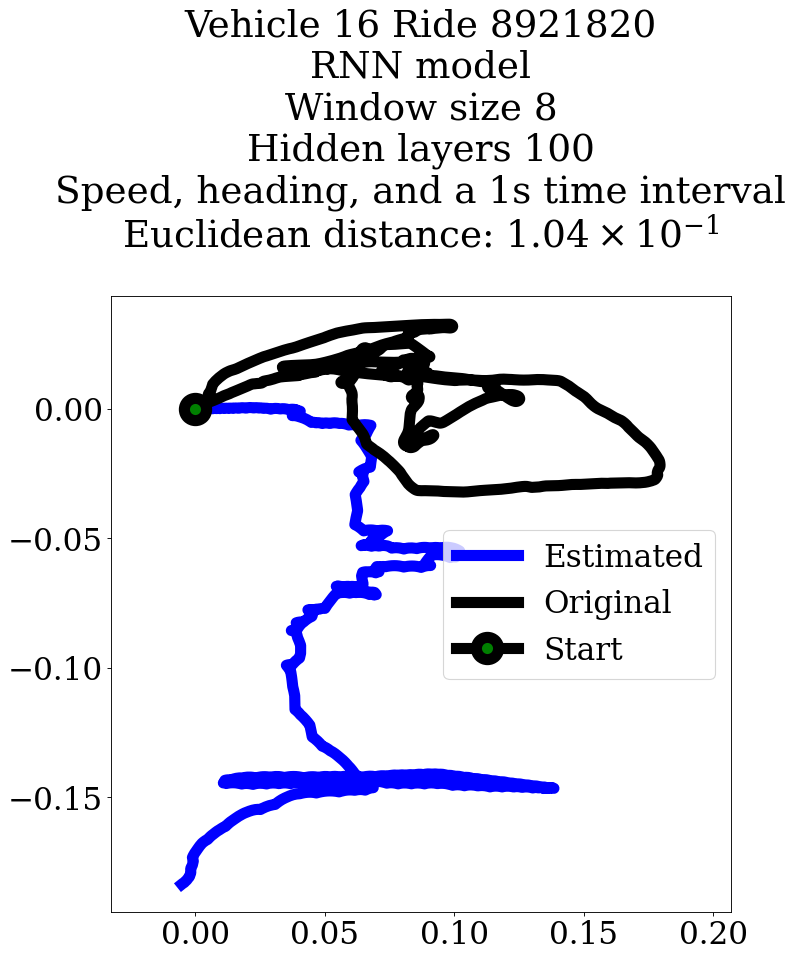 Vehicle 16 Ride 8921820
RNN model
Window size 8
Hidden layers 100
Speed, heading, and a 1s time interval
Euclidean distance: 1.04 × 10⁻¹
0.00
−0.05
−0.10
−0.15
Estimated
Original
Start
0.00 0.05 0.10 0.15 0.20